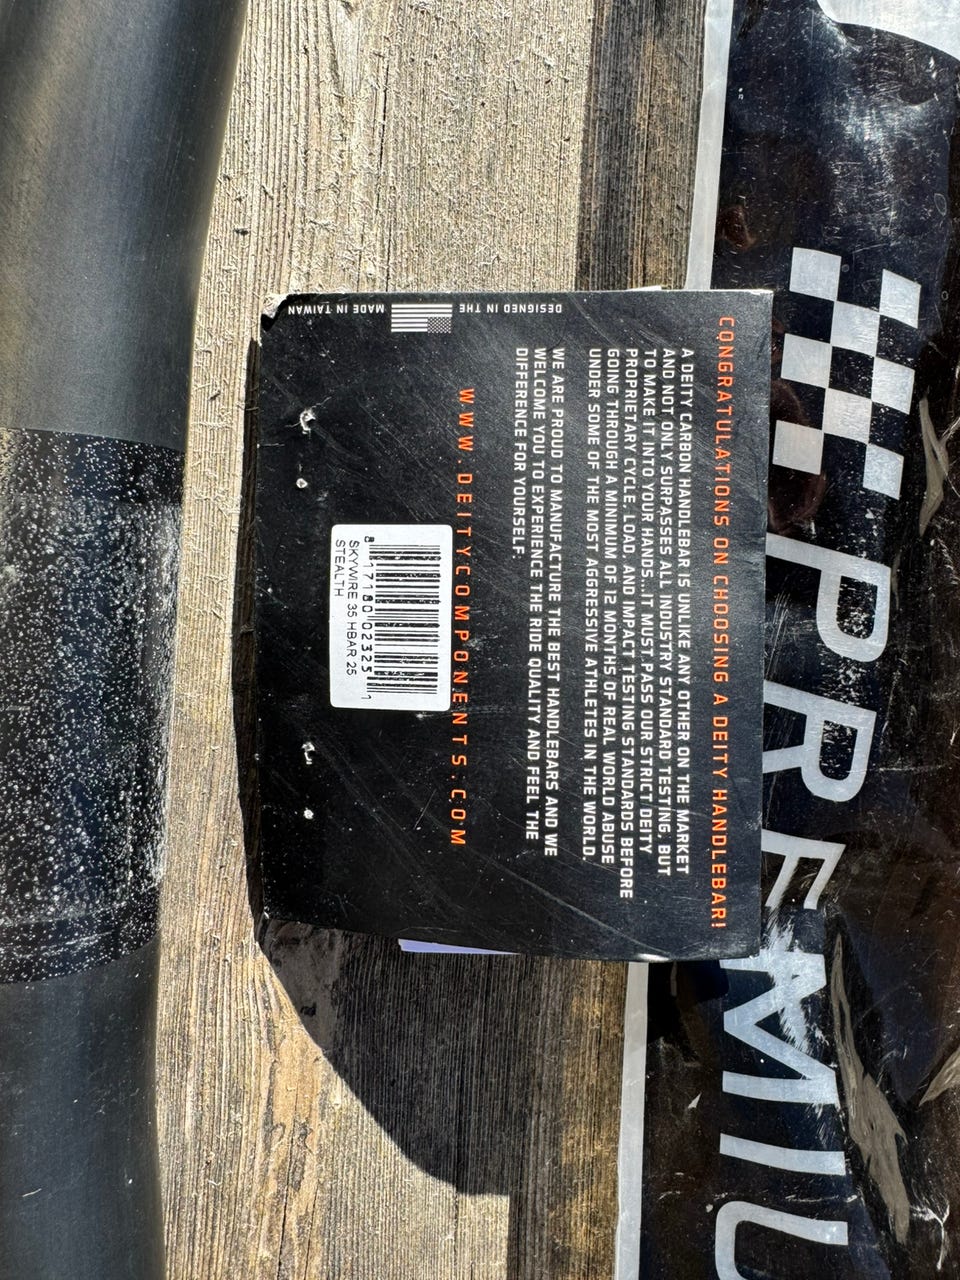 CONGRATULATIONS ON CHOOSING A DEITY HANDLEBAR!
A DEITY CARBON HANDLEBAR IS UNLIKE ANY OTHER ON THE MARKET
AND NOT ONLY SURPASSES ALL INDUSTRY STANDARD TESTING, BUT
TO MAKE IT INTO YOUR HANDS...IT MUST PASS OUR STRICT/DEITY
PROPRIETARY CYCLE, LOAD, AND IMPACT TESTING STANDARDS BEFORE
GOING THROUGH A MINIMUM OF 12 MONTHS OF REAL WORLD ABUSE
UNDER SOME OF THE MOST AGGRESSIVE ATHLETES IN THE WORLD.
WE ARE PROUD TO MANUFACTURE THE BEST HANDLEBARS AND WE
WELCOME YOU TO EXPERIENCE THE RIDE QUALITY AND FEEL THE
DIFFERENCE FOR YOURSELF.
WWW.DEITYCOMPONENTS.COM
8 17180 02325 1
SKYWIRE 35 HBAR 25
STEALTH
DESIGNED IN THE
MADE IN TAIWAN
PREMIU